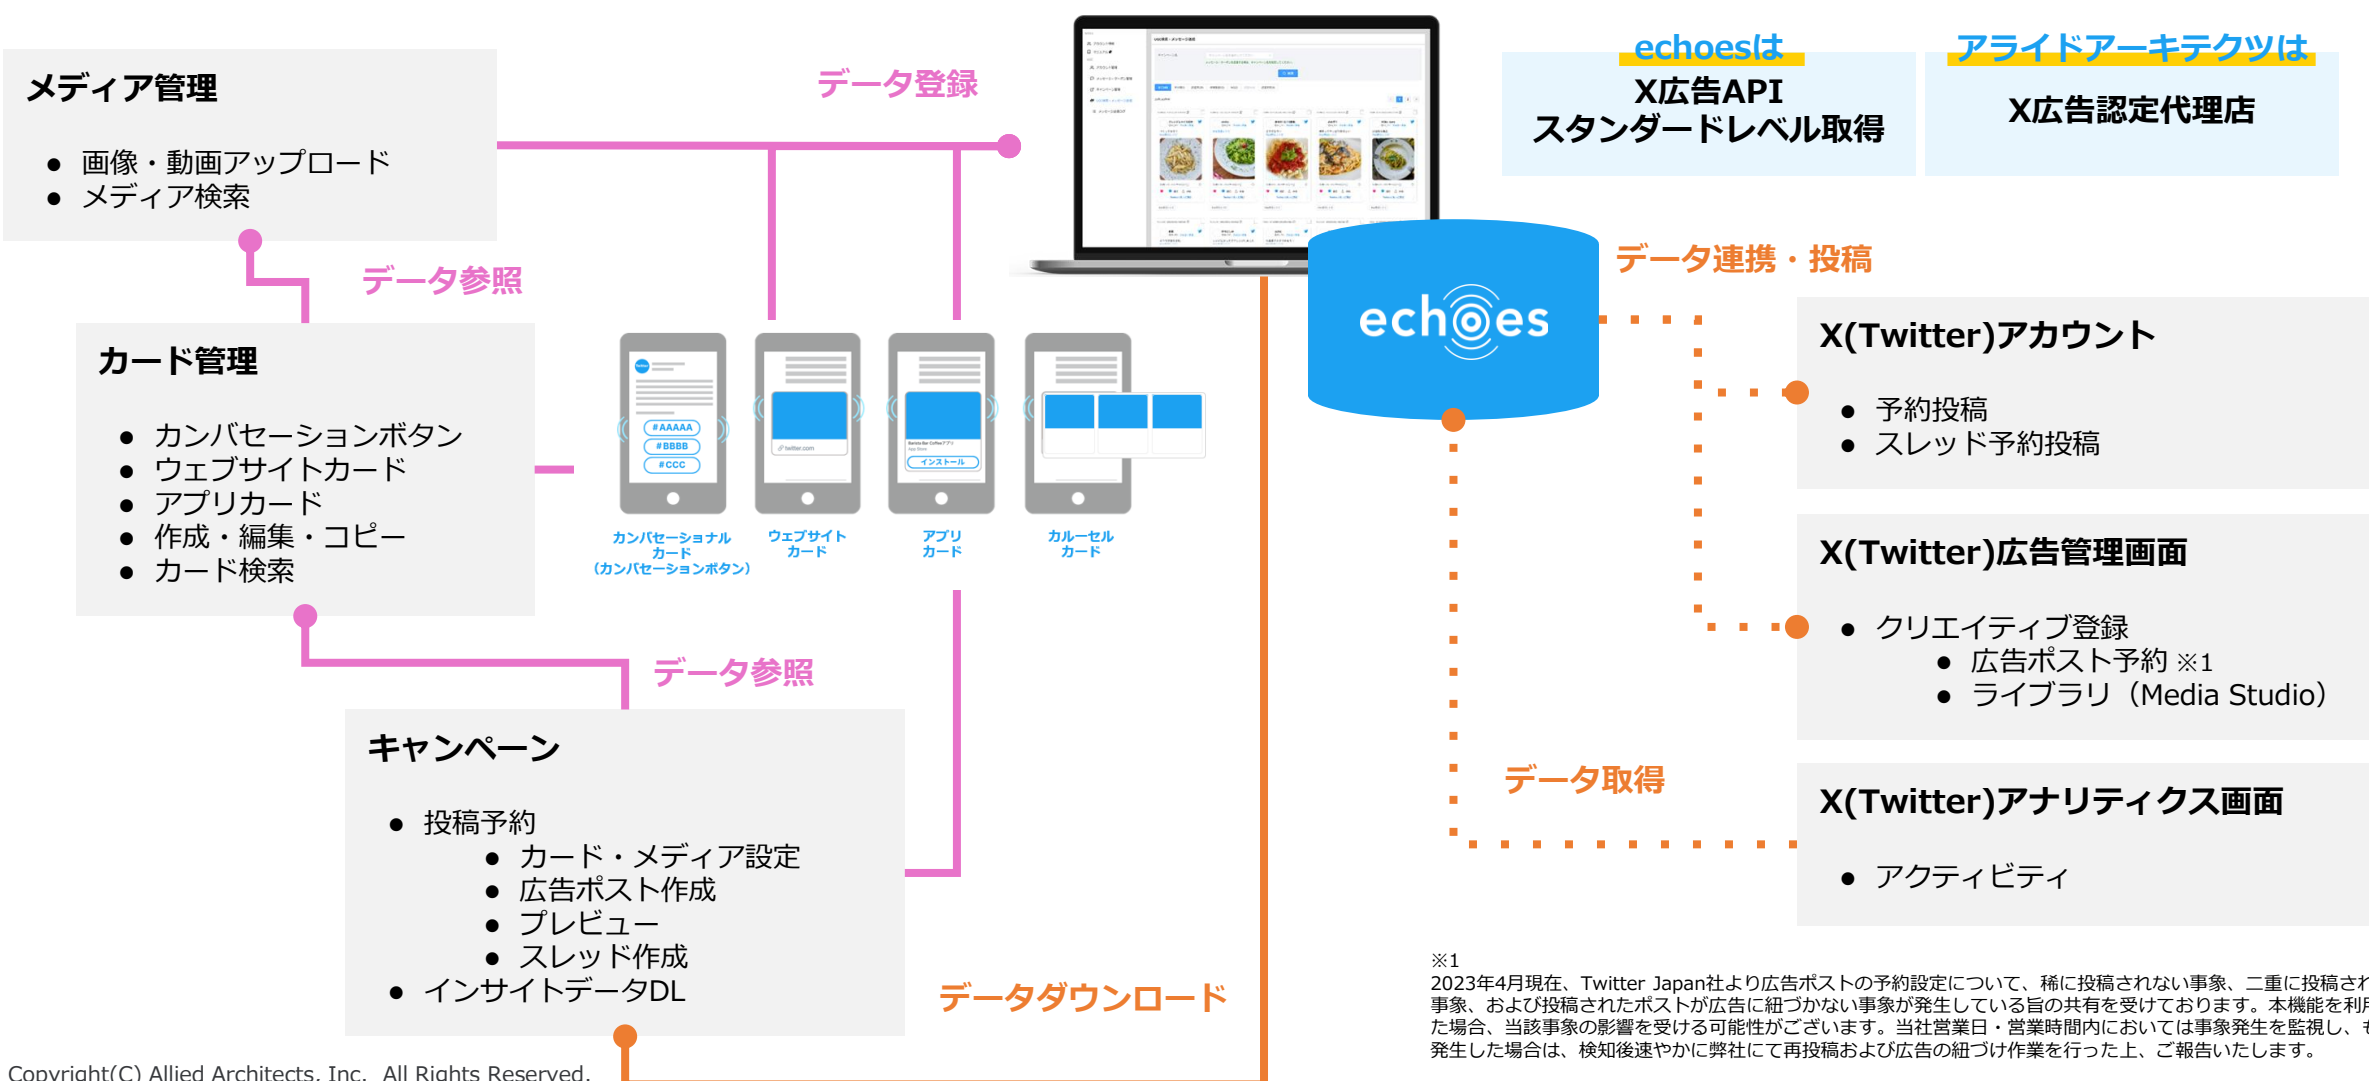 メディア管理
● 画像・動画アップロード
● メディア検索
データ登録
データ参照
カード管理
● カンバセーションボタン
● ウェブサイトカード
● アプリカード
● 作成・編集・コピー
● カード検索
#AAAAA
#BBBB
#CCC
twitter.com
インストール
カンバセーショナル
カード
（カンバセーションボタン）
ウェブサイト
カード
アプリ
カード
カルーセル
カード
データ参照
キャンペーン
● 投稿予約
● カード・メディア設定
● 広告ポスト作成
● プレビュー
● スレッド作成
● インサイトデータDL
データダウンロード
echoesは
X広告API
スタンダードレベル取得
アライドアーキテクツは
X広告認定代理店
echoes
データ連携・投稿
X(Twitter)アカウント
● 予約投稿
● スレッド予約投稿
X(Twitter)広告管理画面
● クリエイティブ登録
● 広告ポスト予約 ※1
● ライブラリ（Media Studio）
データ取得
X(Twitter)アナリティクス画面
● アクティビティ
※1
2023年4月現在、Twitter Japan社より広告ポストの予約設定について、稀に投稿されない事象、二重に投稿され
事象、および投稿されたポストが広告に紐づかない事象が発生している旨の共有を受けております。本機能を利用
た場合、当該事象の影響を受ける可能性がございます。当社営業日・営業時間内においては事象発生を監視し、も
発生した場合は、検知後速やかに弊社にて再投稿および広告の紐づけ作業を行った上、ご報告いたします。
Copyright(C) Allied Architects, Inc. All Rights Reserved.